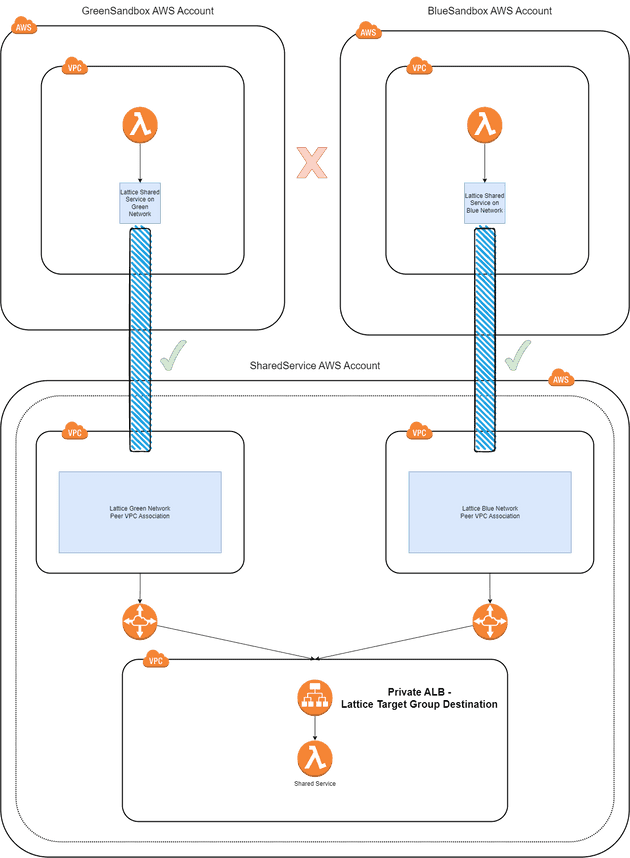 GreenSandbox AWS Account
BlueSandbox AWS Account
AWS
AWS
VPC
VPC
Lattice Shared
Service on
Green
Network
Lattice Shared
Service on
Blue Network
SharedService AWS Account
AWS
VPC
VPC
Lattice Green Network
Peer VPC Association
Lattice Blue Network
Peer VPC Association
VPC
Private ALB -
Lattice Target Group Destination
Shared Service